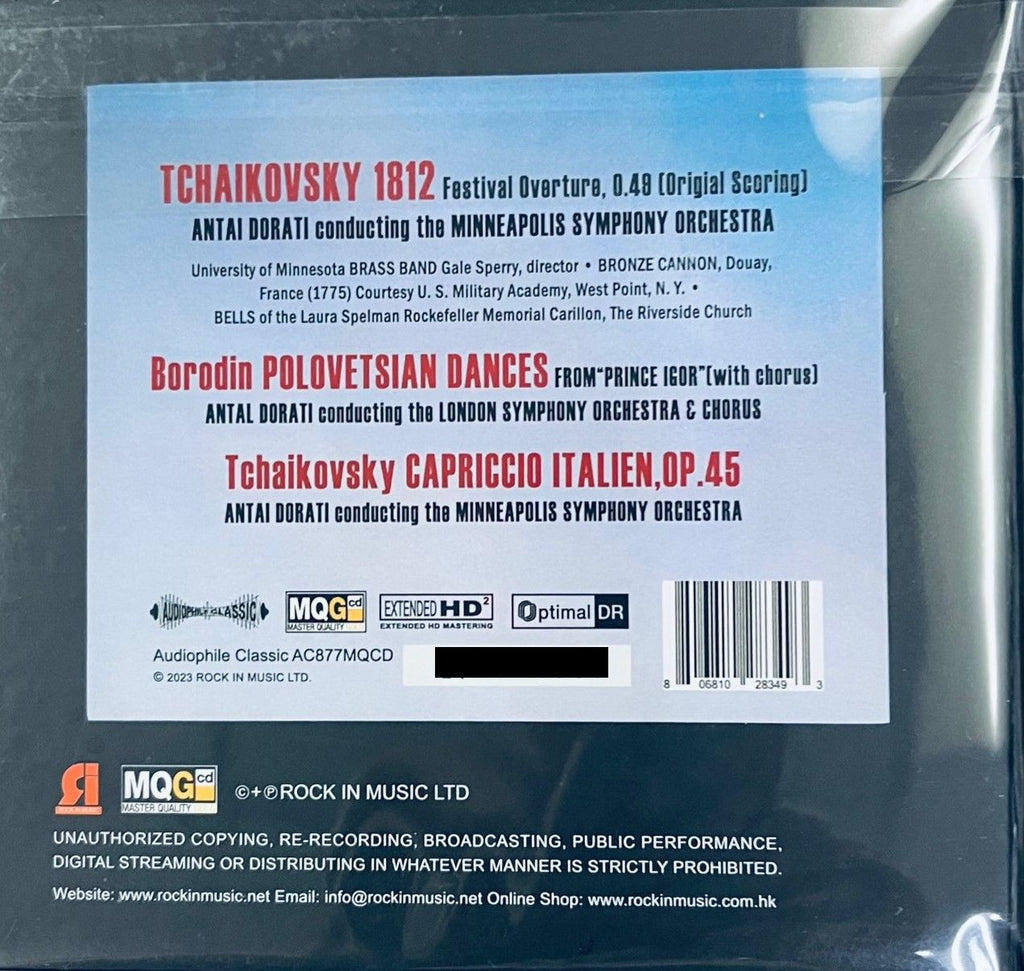 TCHAIKOVSKY 1812 Festival Overture, O.49 (Origial Scoring)
ANTAI DORATI conducting the MINNEAPOLIS SYMPHONY ORCHESTRA
University of Minnesota BRASS BAND Gale Sperry, director • BRONZE CANNON, Douay,
France (1775) Courtesy U. S. Military Academy, West Point, N. Y. •
BELLS of the Laura Spelman Rockefeller Memorial Carillon, The Riverside Church
Borodin POLOVETSIAN DANCES FROM"PRINCE IGOR"(with chorus)
ANTAL DORATI conducting the LONDON SYMPHONY ORCHESTRA & CHORUS
Tchaikovsky CAPRICCIO ITALIEN,OP.45
ANTAI DORATI conducting the MINNEAPOLIS SYMPHONY ORCHESTRA
AUDIOPHILE CLASSIC MQG cd MASTER QUALITY EXTENDED HD² EXTENDED HD MASTERING Optimal DR
Audiophile Classic AC877MQCD
© 2023 ROCK IN MUSIC LTD.
8 06810 28349 3
MQG cd MASTER QUALITY ©+℗ROCK IN MUSIC LTD
UNAUTHORIZED COPYING, RE-RECORDING, BROADCASTING, PUBLIC PERFORMANCE,
DIGITAL STREAMING OR DISTRIBUTING IN WHATEVER MANNER IS STRICTLY PROHIBITED.
Website: www.rockinmusic.net Email: info@rockinmusic.net Online Shop: www.rockinmusic.com.hk